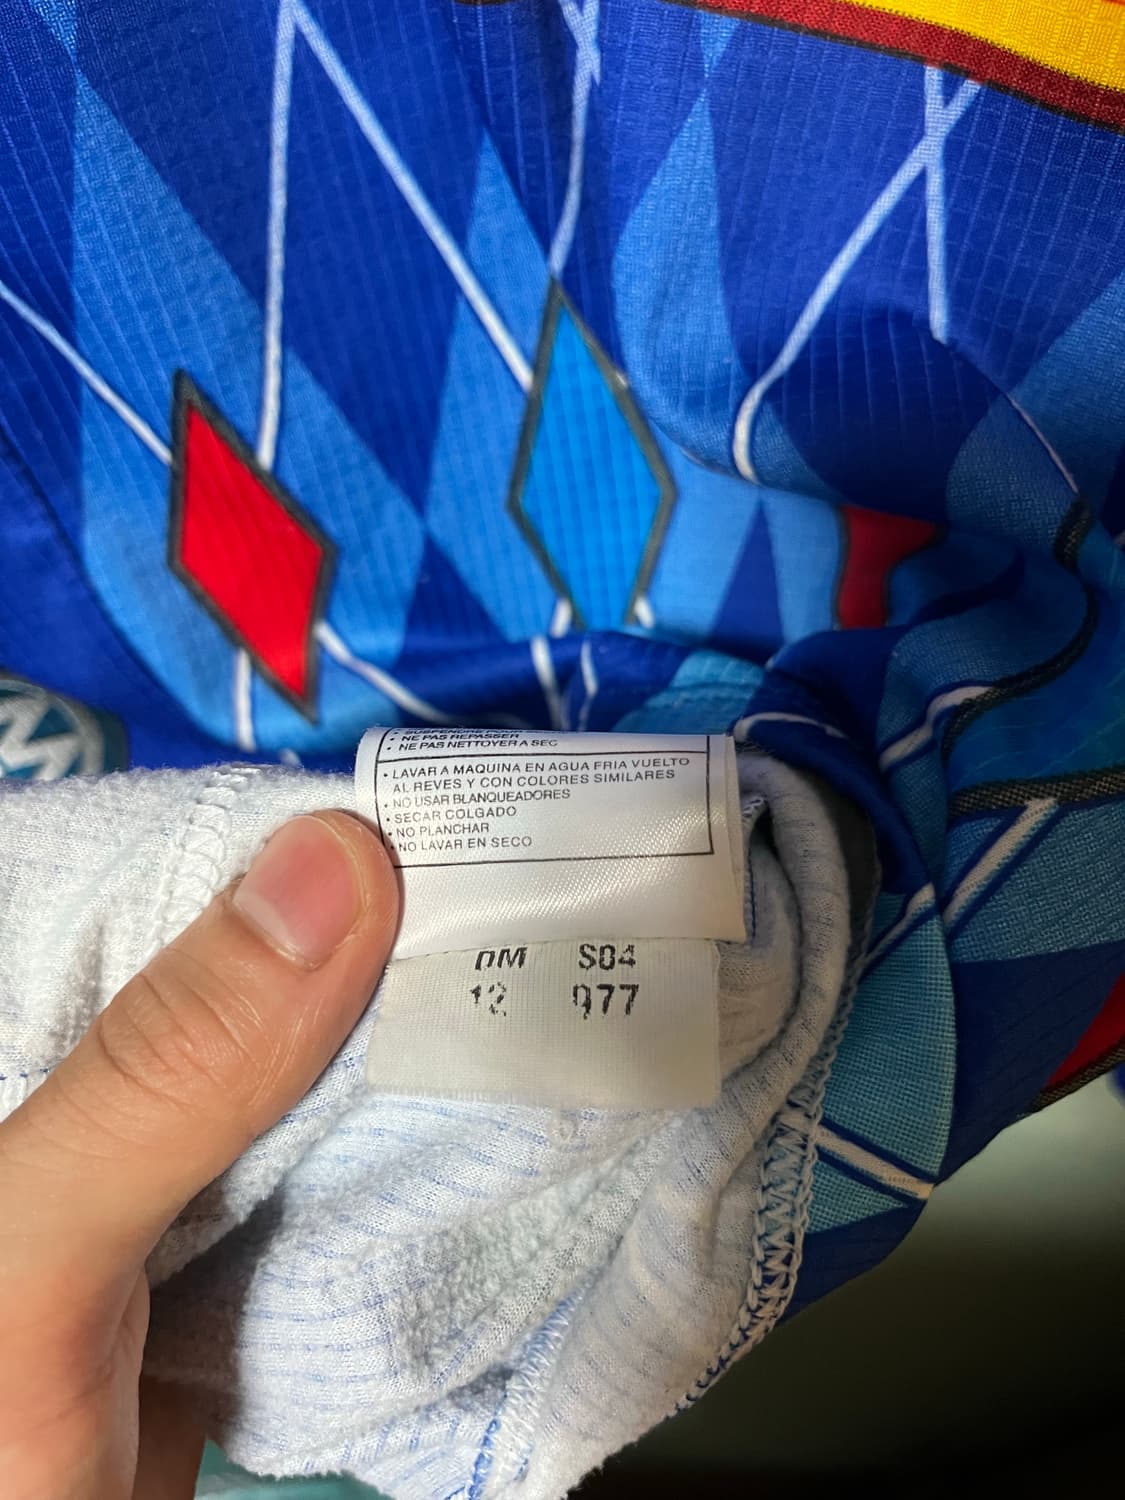 • NE PAS REPASSER
• NE PAS NETTOYER A SEC
• LAVAR A MAQUINA EN AGUA FRIA VUELTO
AL REVES Y CON COLORES SIMILARES
• NO USAR BLANQUEADORES
• SECAR COLGADO
• NO PLANCHAR
• NO LAVAR EN SECO
S04
12 977
M